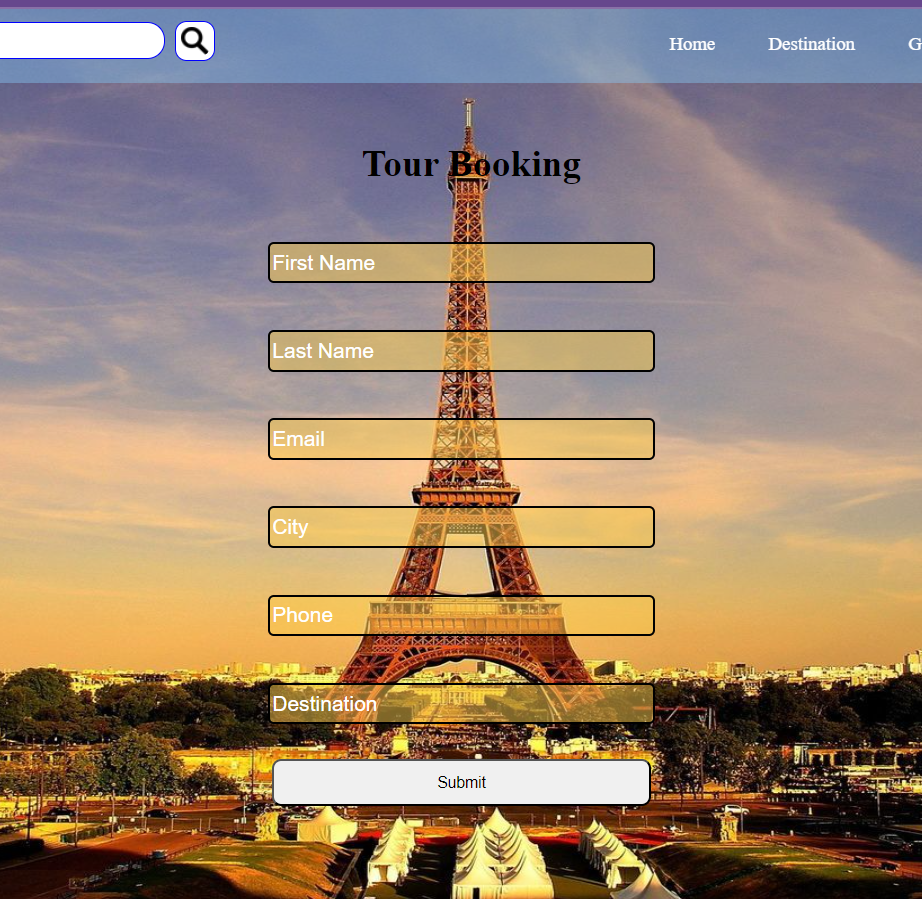 Home Destination G
Tour Booking
First Name
Last Name
Email
City
Phone
Destination
Submit